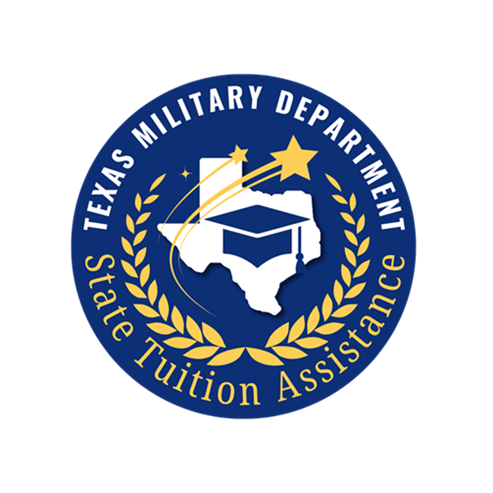 TEXAS MILITARY DEPARTMENT
State Tuition Assistance